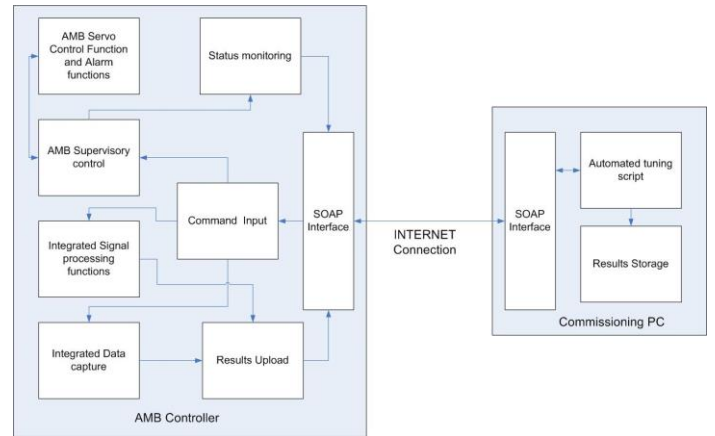 AMB Servo
Control Function
and Alarm
functions
Status monitoring
AMB Supervisory
control
Command Input
SOAP
Interface
Integrated Signal
processing
functions
Integrated Data
capture
Results Upload
AMB Controller
INTERNET
Connection
SOAP
Interface
Automated tuning
script
Results Storage
Commissioning PC